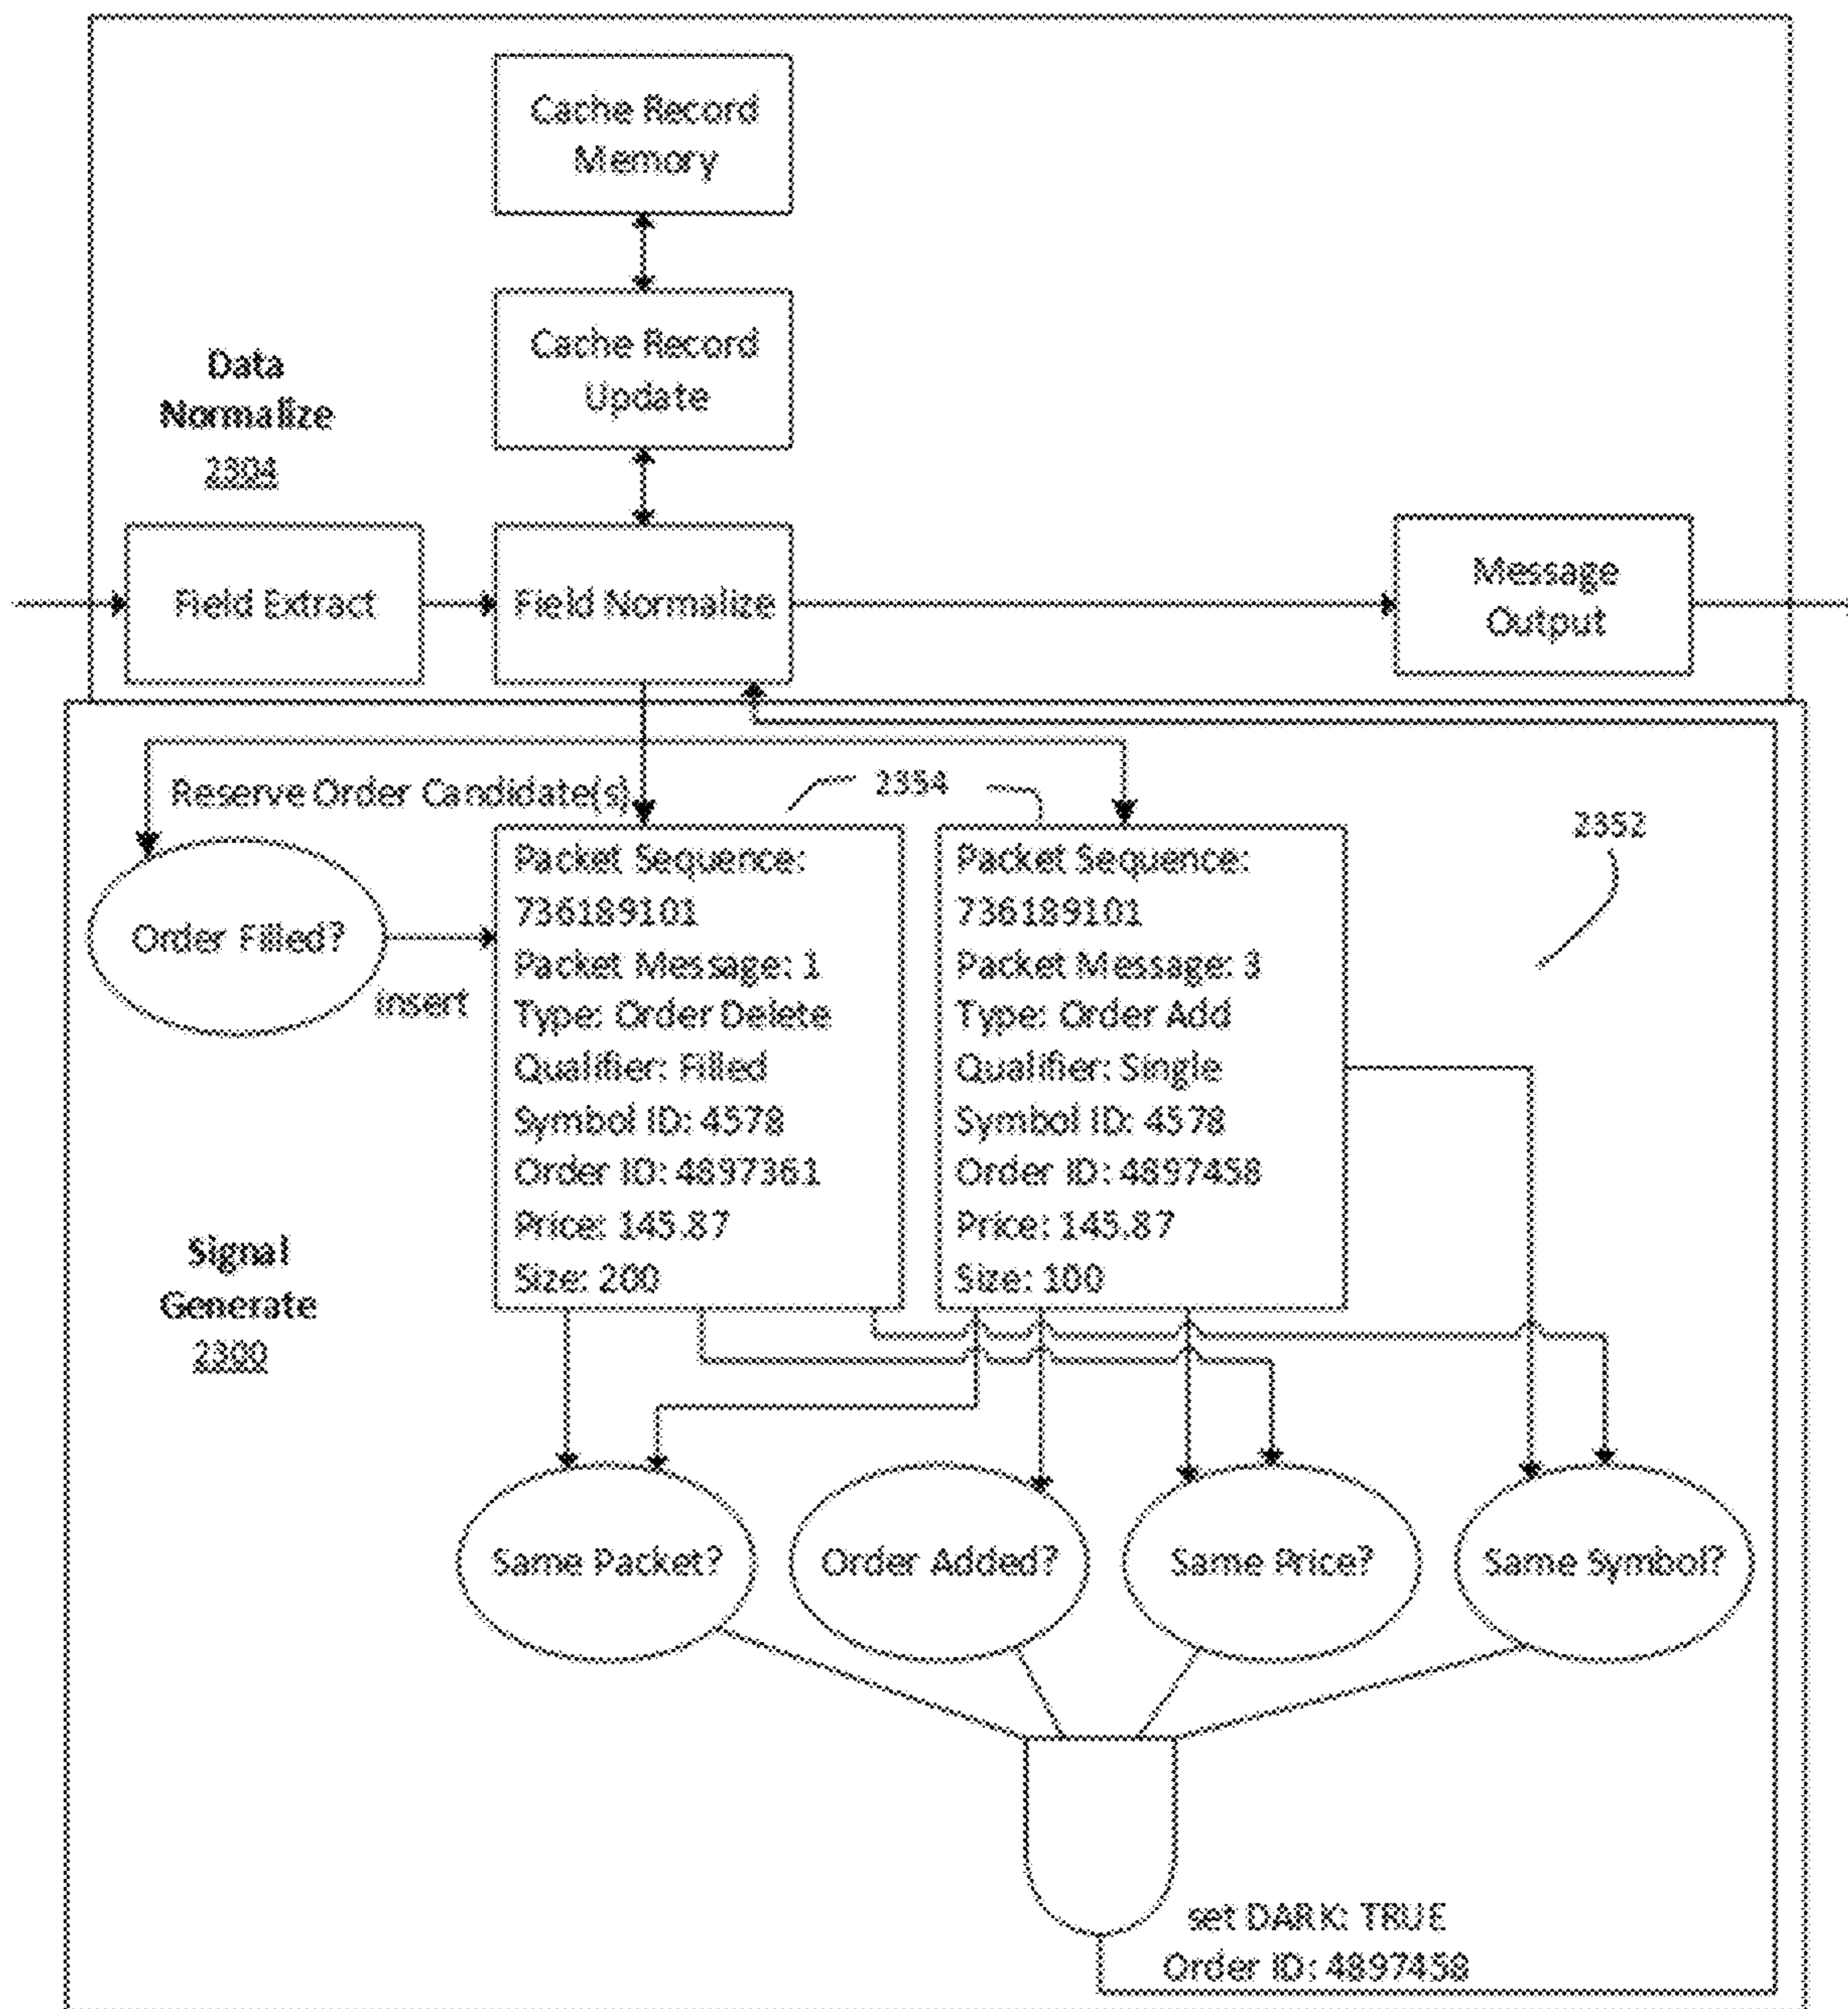 Cache Record
Memory
Cache Record
Update
Data
Normalize
2304
Field Extract
Field Normalize
Message
Output
Reserve Order Candidate(s)
2354
2352
Order Filled?
insert
Packet Sequence:
736189101
Packet Message: 1
Type: Order Delete
Qualifier: Filled
Symbol ID: 4578
Order ID: 4897361
Price: 145.87
Size: 200
Packet Sequence:
736189101
Packet Message: 3
Type: Order Add
Qualifier: Single
Symbol ID: 4578
Order ID: 4897458
Price: 145.87
Size: 100
Signal
Generate
2300
Same Packet?
Order Added?
Same Price?
Same Symbol?
set DARK: TRUE
Order ID: 4897458